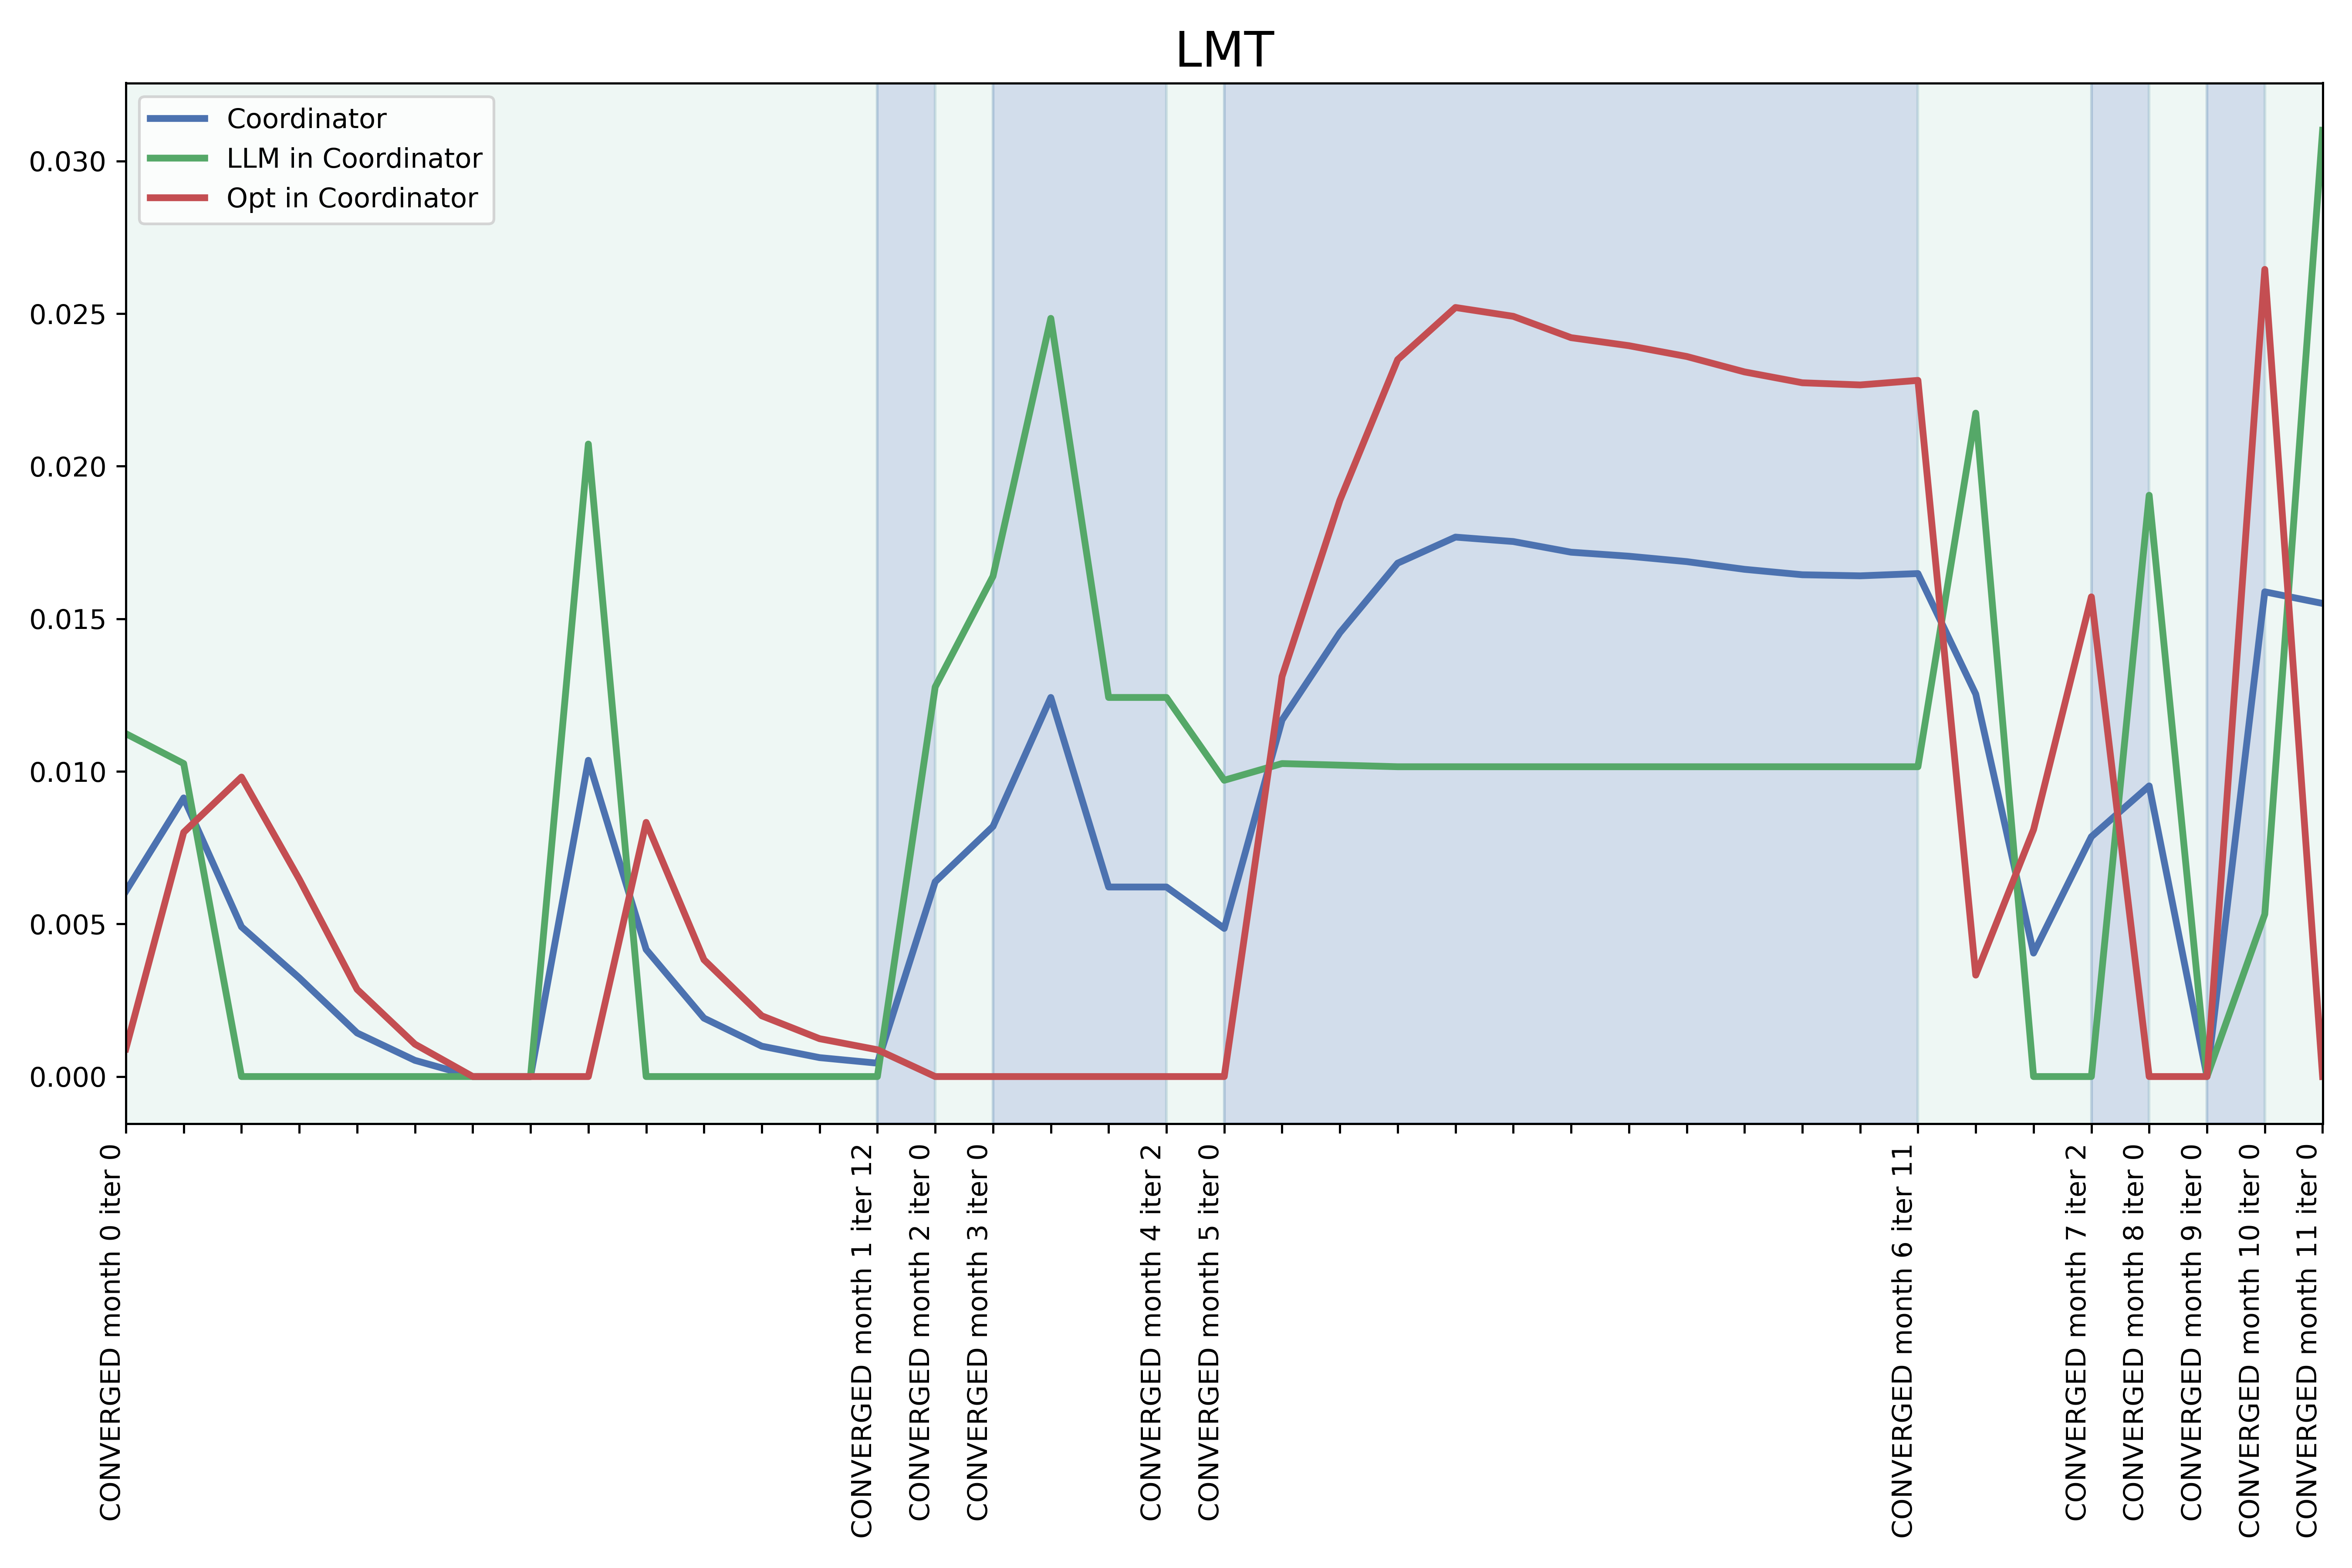 LMT
Coordinator
LLM in Coordinator
Opt in Coordinator
0.030
0.025
0.020
0.015
0.010
0.005
0.000
CONVERGED month 0 iter 0
CONVERGED month 1 iter 12
CONVERGED month 2 iter 0
CONVERGED month 3 iter 0
CONVERGED month 4 iter 2
CONVERGED month 5 iter 0
CONVERGED month 6 iter 11
CONVERGED month 7 iter 2
CONVERGED month 8 iter 0
CONVERGED month 9 iter 0
CONVERGED month 10 iter 0
CONVERGED month 11 iter 0